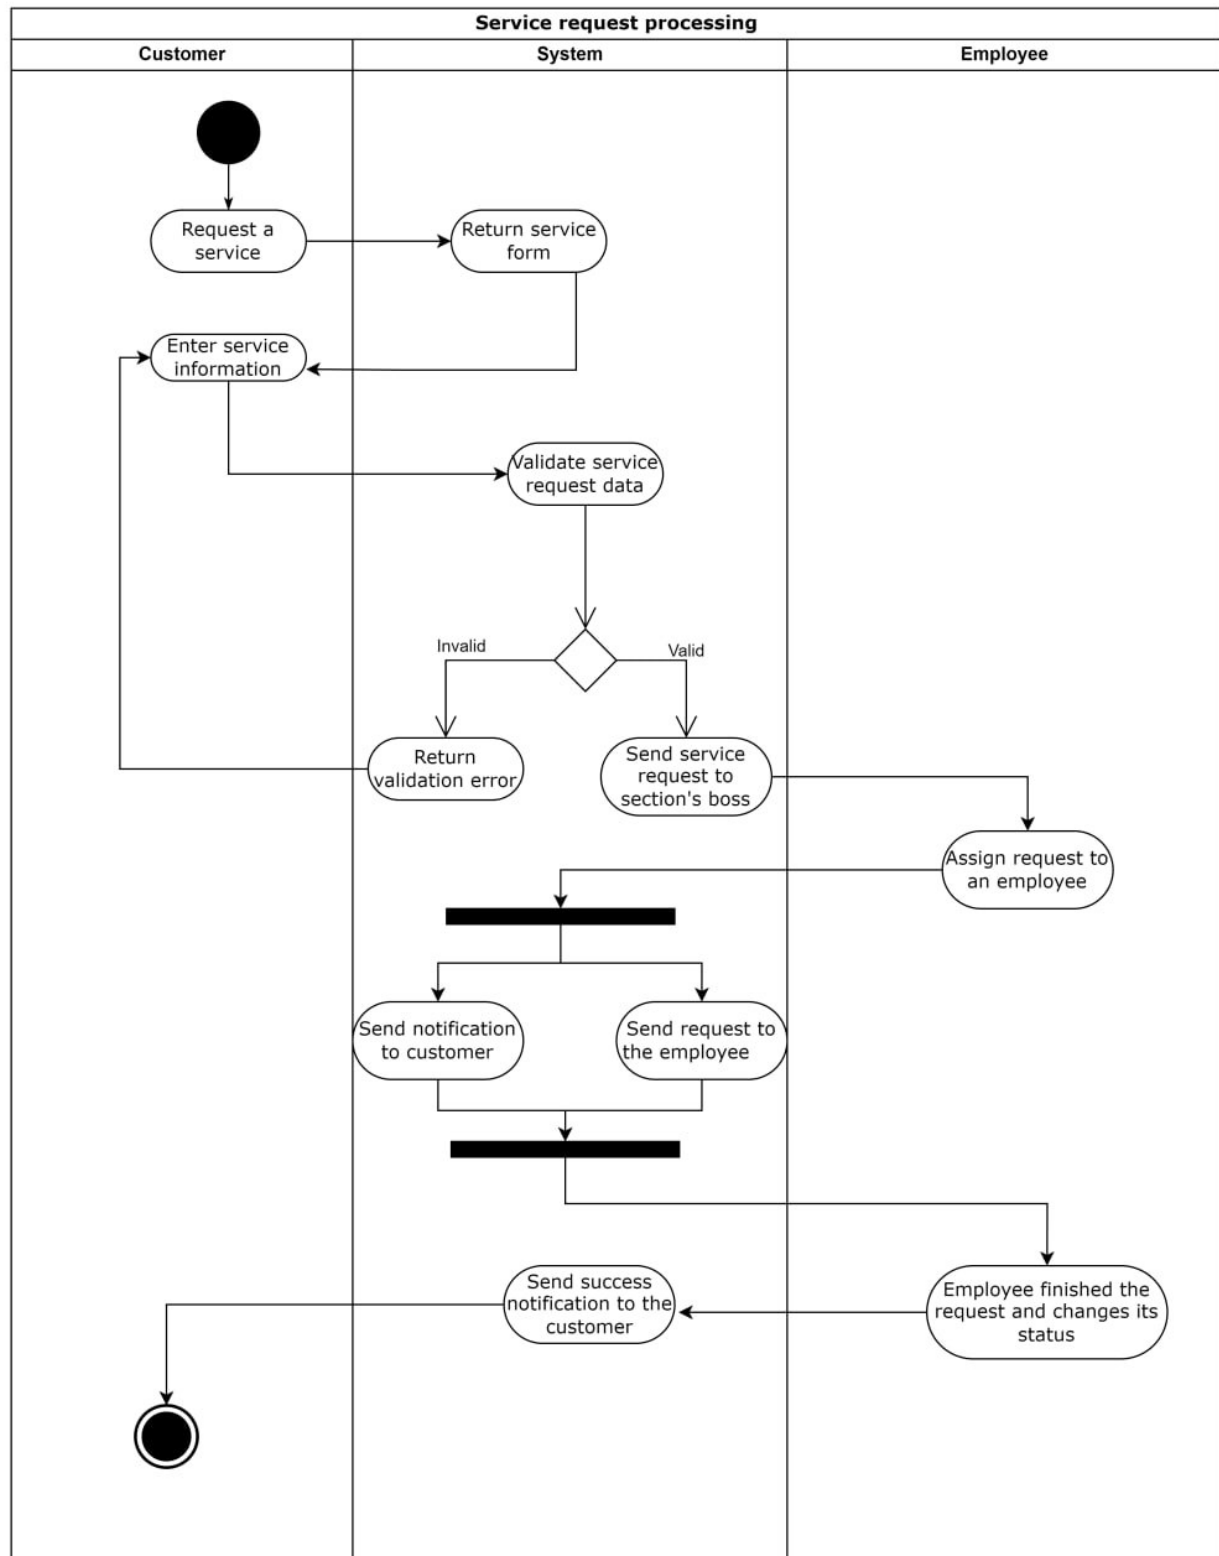 Service request processing
Customer
System
Employee
Request a
service
Return service
form
Enter service
information
Validate service
request data
Invalid
Valid
Return
validation error
Send service
request to
section's boss
Assign request to
an employee
Send notification
to customer
Send request to
the employee
Send success
notification to the
customer
Employee finished the
request and changes its
status